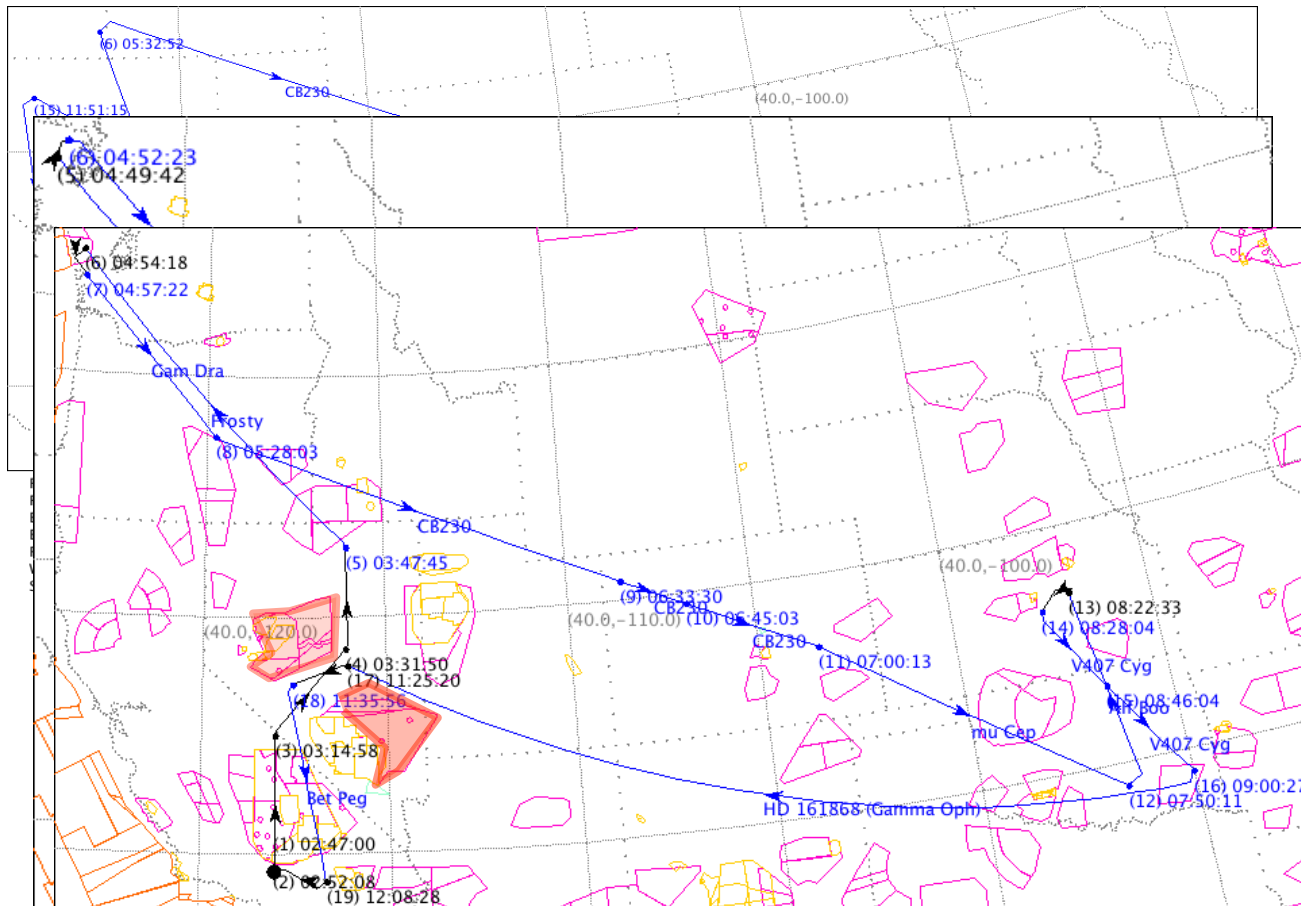 (6) 05:32:52
CB230
(40.0,-100.0)
(15) 11:51:15
(6) 04:52:23
(5) 04:49:42
(6) 04:54:18
(7) 04:57:22
Gam Dra
Frosty
(8) 05:28:03
CB230
(5) 03:47:45
(40.0,-100.0)
(9) 06:33:30
CB230
(13) 08:22:33
(40.0,-110.0)
(10) 06:45:03
(14) 08:28:04
(40.0,-120.0)
CB230
(4) 03:31:50
(11) 07:00:13
V407 Cyg
(17) 11:25:20
(18) 11:35:56
(15) 08:46:04
mu Cep
(3) 03:14:58
V407 Cyg
(16) 09:00:27
Bet Peg
(12) 07:50:11
HD 161868 (Gamma Oph)
(1) 02:47:00
(2) 02:52:08
(19) 12:08:28